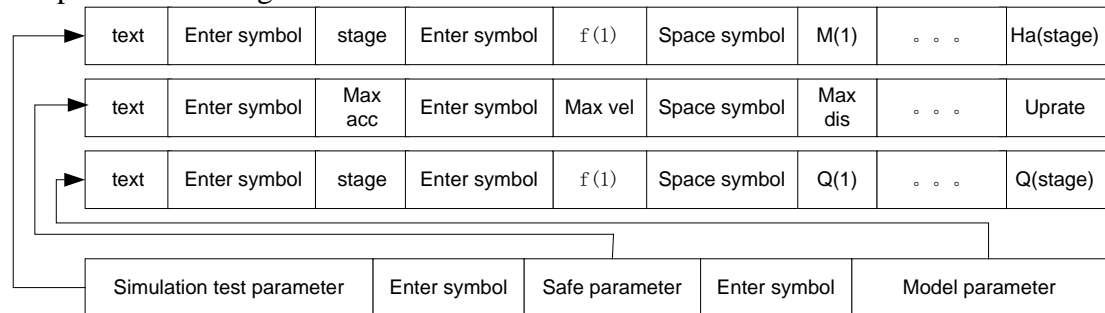 text Enter symbol stage Enter symbol f(1) Space symbol M(1) 。。。 Ha(stage)
text Enter symbol Max acc Enter symbol Max vel Space symbol Max dis 。。。 Uprate
text Enter symbol stage Enter symbol f(1) Space symbol Q(1) 。。。 Q(stage)
Simulation test parameter Enter symbol Safe parameter Enter symbol Model parameter